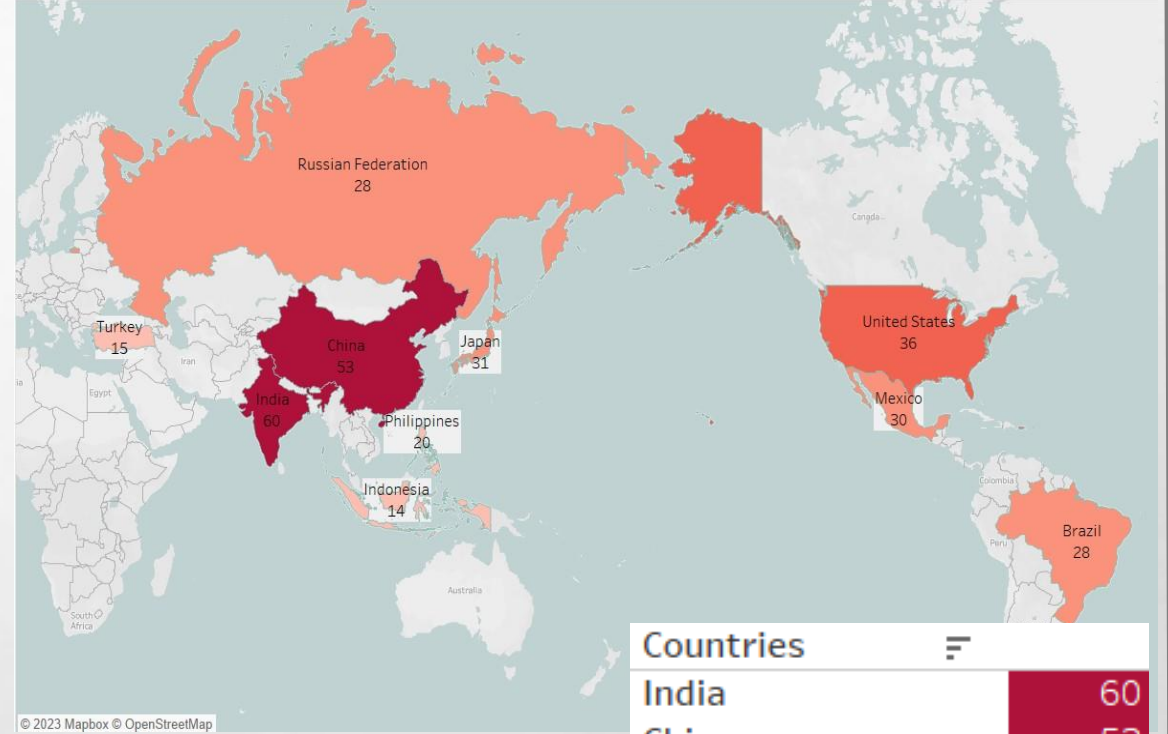 Russian Federation
28
Canada
Turkey
15
China
53
Japan
31
United States
36
Iran
Egypt
India
60
Mexico
30
Philippines
20
Indonesia
14
Colombia
Peru
Brazil
28
Australia
South
Africa
Countries
India 60
© 2023 Mapbox © OpenStreetMap